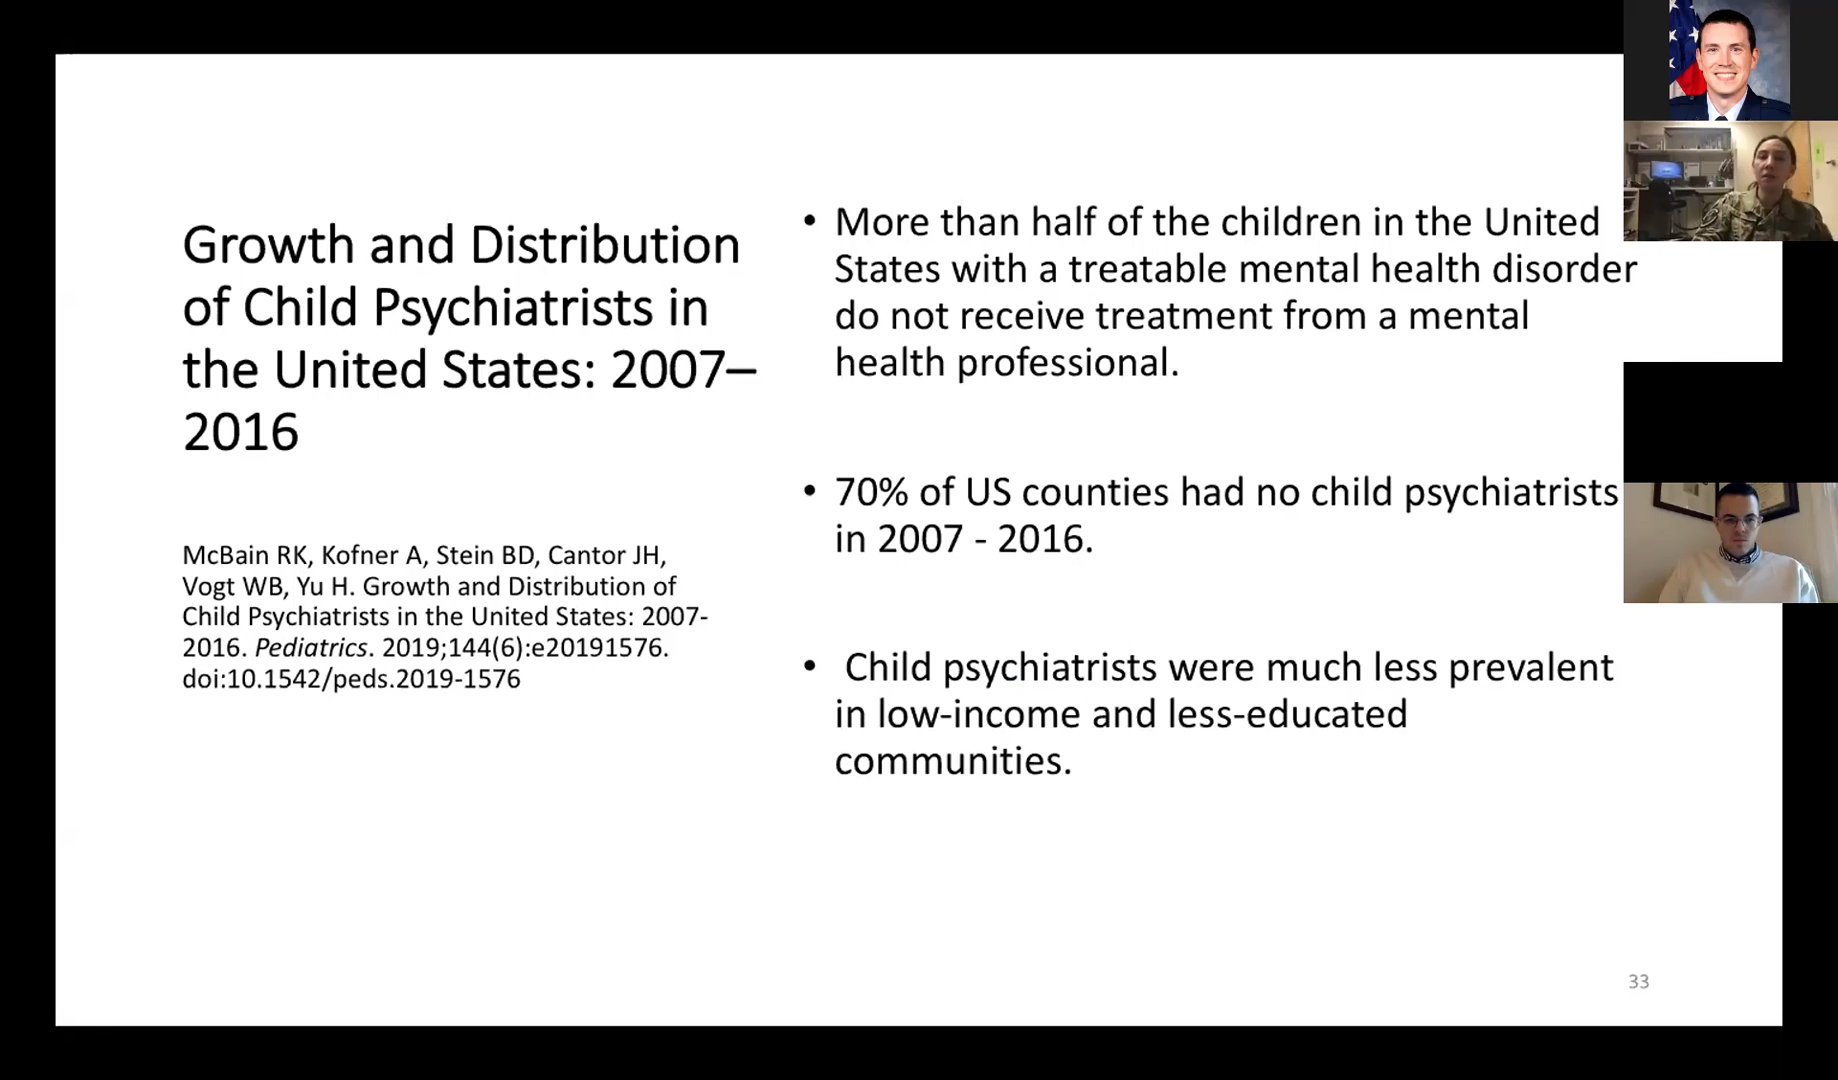 Growth and Distribution
of Child Psychiatrists in
the United States: 2007–
2016
McBain RK, Kofner A, Stein BD, Cantor JH,
Vogt WB, Yu H. Growth and Distribution of
Child Psychiatrists in the United States: 2007-
2016. Pediatrics. 2019;144(6):e20191576.
doi:10.1542/peds.2019-1576
• More than half of the children in the United
States with a treatable mental health disorder
do not receive treatment from a mental
health professional.
• 70% of US counties had no child psychiatrists
in 2007 - 2016.
• Child psychiatrists were much less prevalent
in low-income and less-educated
communities.
33